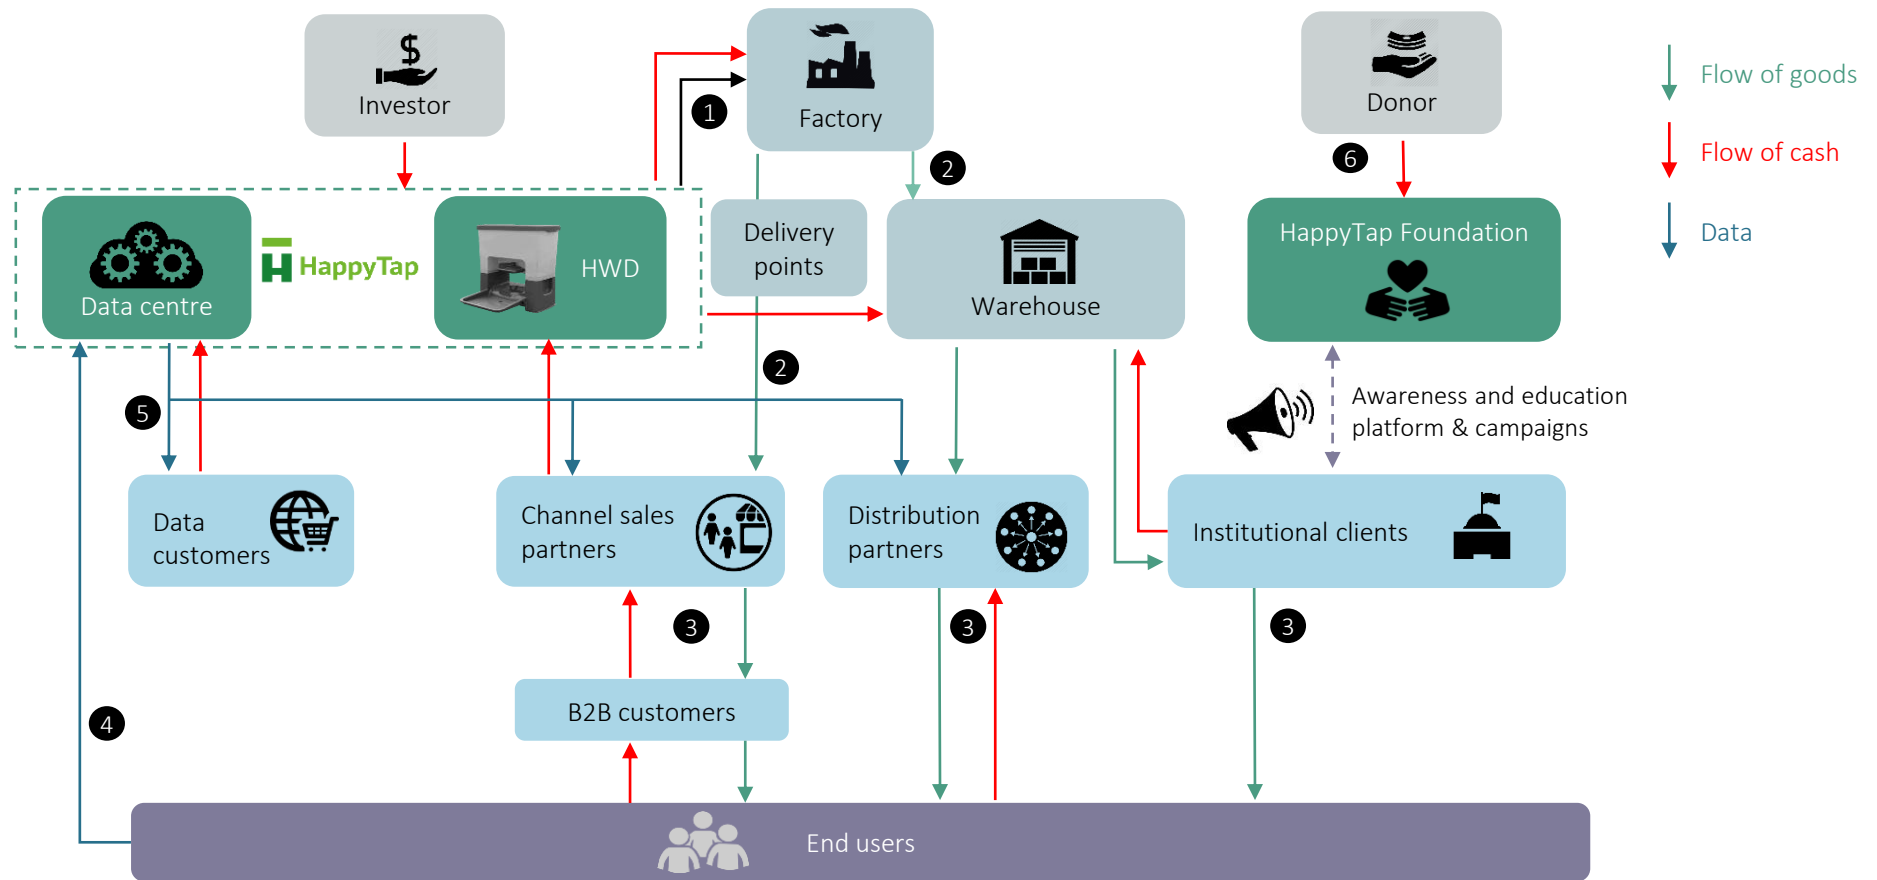 $
Investor
Factory
Donor
Flow of goods
Flow of cash
Data
1
2
6
Data centre
HappyTap
HWD
Delivery
points
Warehouse
HappyTap Foundation
2
5
Awareness and education
platform & campaigns
Data
customers
Channel sales
partners
Distribution
partners
Institutional clients
3
3
3
B2B customers
4
End users